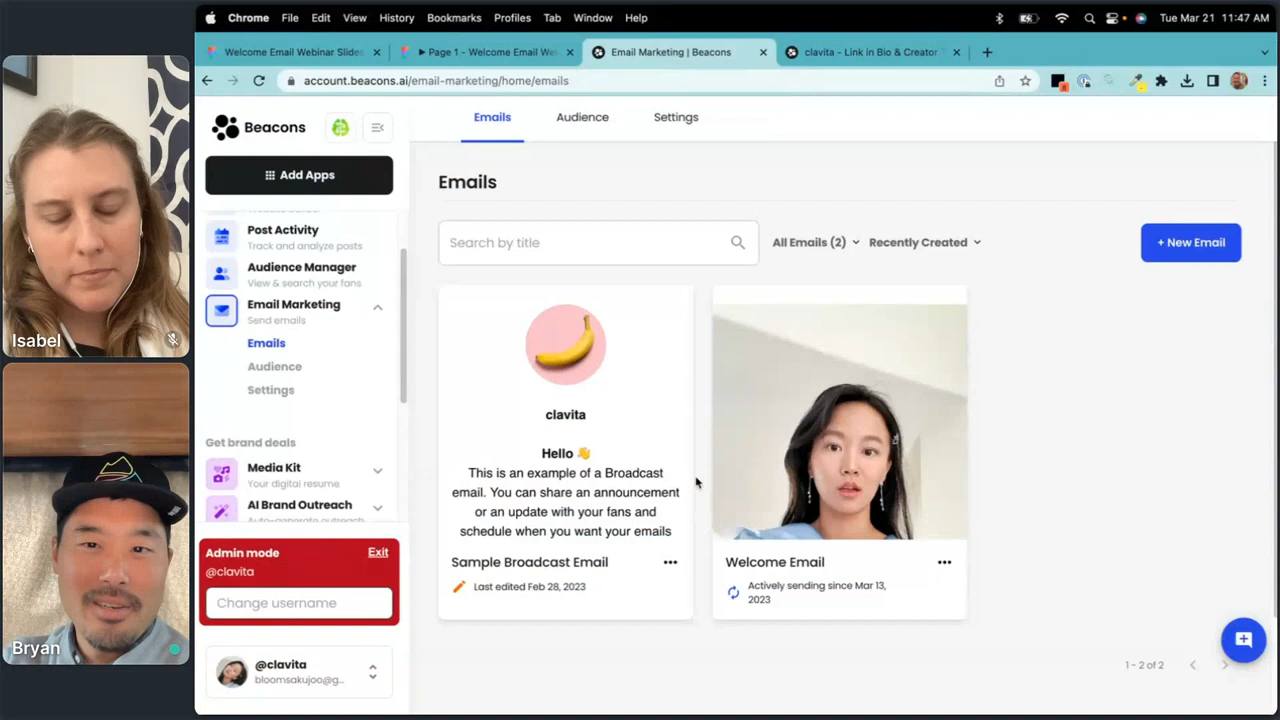 Chrome File Edit View History Bookmarks Profiles Tab Window Help
Tue Mar 21 11:47 AM
Welcome Email Webinar Slides
Page 1 - Welcome Email We
Email Marketing | Beacons
clavita - Link in Bio & Creator
account.beacons.ai/email-marketing/home/emails
Beacons
Add Apps
Post Activity
Track and analyze posts
Audience Manager
View & search your fans
Email Marketing
Send emails
Emails
Audience
Settings
Get brand deals
Media Kit
Your digital resume
AI Brand Outreach
Auto-generate outreach
Admin mode
Exit
@clavita
Change username
@clavita
bloomsakujoo@g...
Emails
Audience
Settings
Emails
Search by title
All Emails (2)
Recently Created
+ New Email
clavita
Hello 👋
This is an example of a Broadcast
email. You can share an announcement
or an update with your fans and
schedule when you want your emails
Sample Broadcast Email
Last edited Feb 28, 2023
Welcome Email
Actively sending since Mar 13,
2023
1 - 2 of 2
Isabel
Bryan